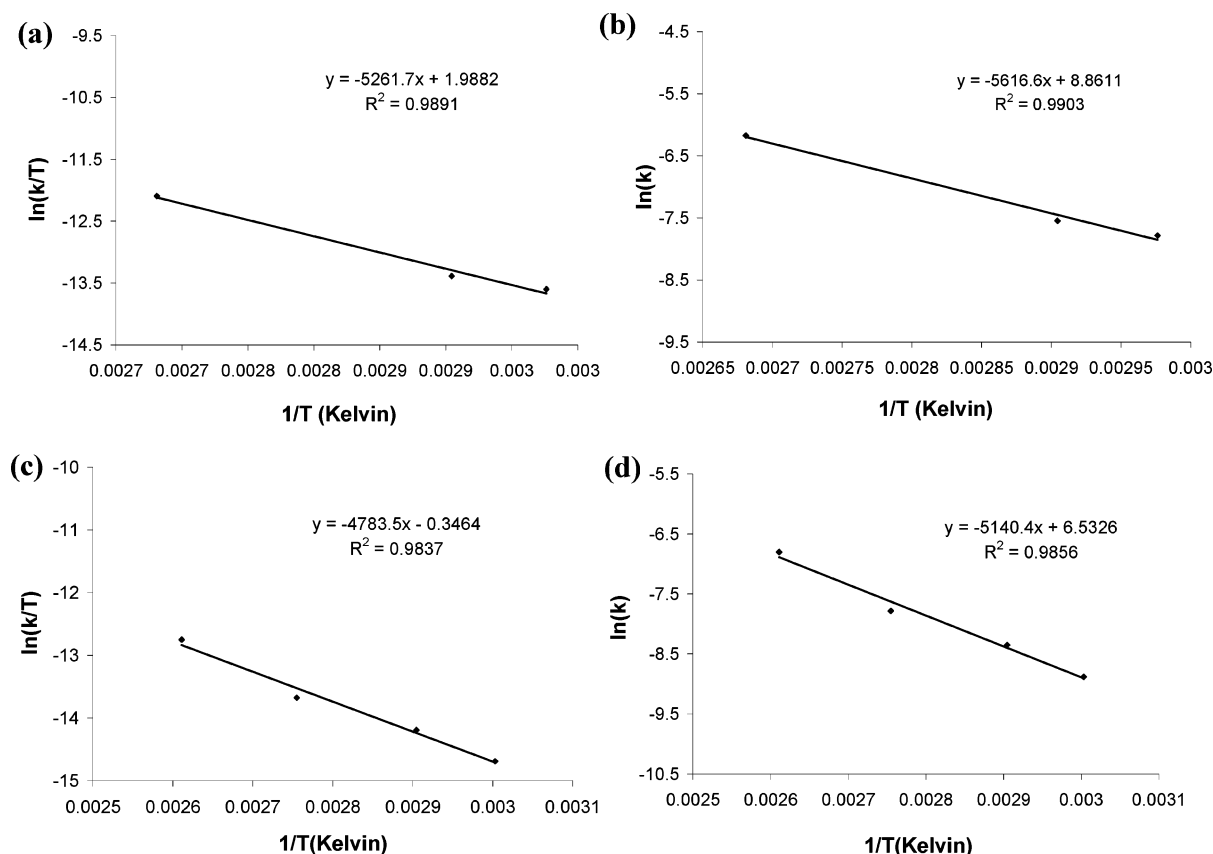 (a)
-9.5
-10.5
-11.5
-12.5
-13.5
-14.5
ln(k/T)
y = -5261.7x + 1.9882
R² = 0.9891
0.0027 0.0027 0.0028 0.0028 0.0029 0.0029 0.003 0.003
1/T (Kelvin)
(b)
-4.5
-5.5
-6.5
-7.5
-8.5
-9.5
ln(k)
y = -5616.6x + 8.8611
R² = 0.9903
0.00265 0.0027 0.00275 0.0028 0.00285 0.0029 0.00295 0.003
1/T (Kelvin)
(c)
-10
-11
-12
-13
-14
-15
ln(k/T)
y = -4783.5x - 0.3464
R² = 0.9837
0.0025 0.0026 0.0027 0.0028 0.0029 0.003 0.0031
1/T(Kelvin)
(d)
-5.5
-6.5
-7.5
-8.5
-9.5
-10.5
ln(k)
y = -5140.4x + 6.5326
R² = 0.9856
0.0025 0.0026 0.0027 0.0028 0.0029 0.003 0.0031
1/T(Kelvin)